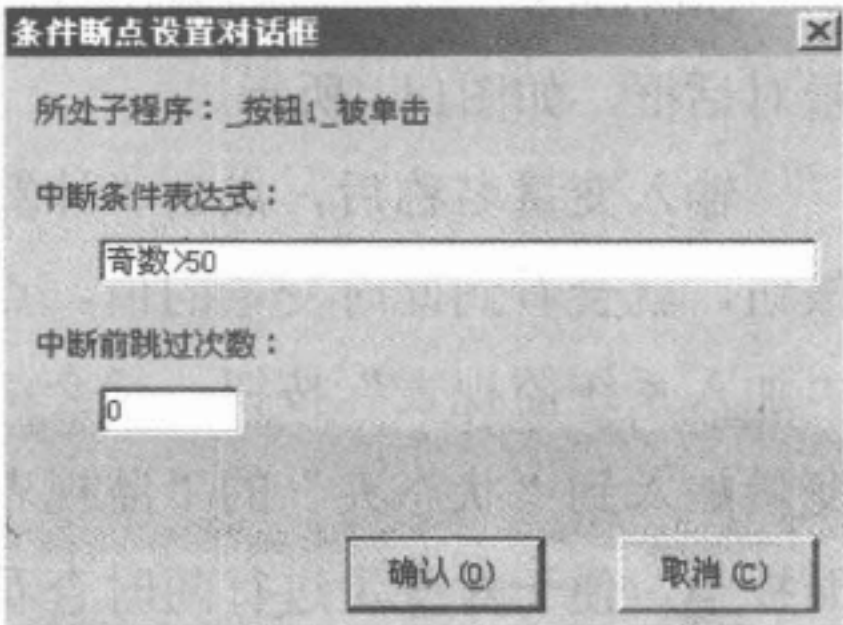 条件断点设置对话框
所处子程序：_按钮1_被单击
中断条件表达式：
奇数>50
中断前跳过次数：
0
确认(O) 取消(C)